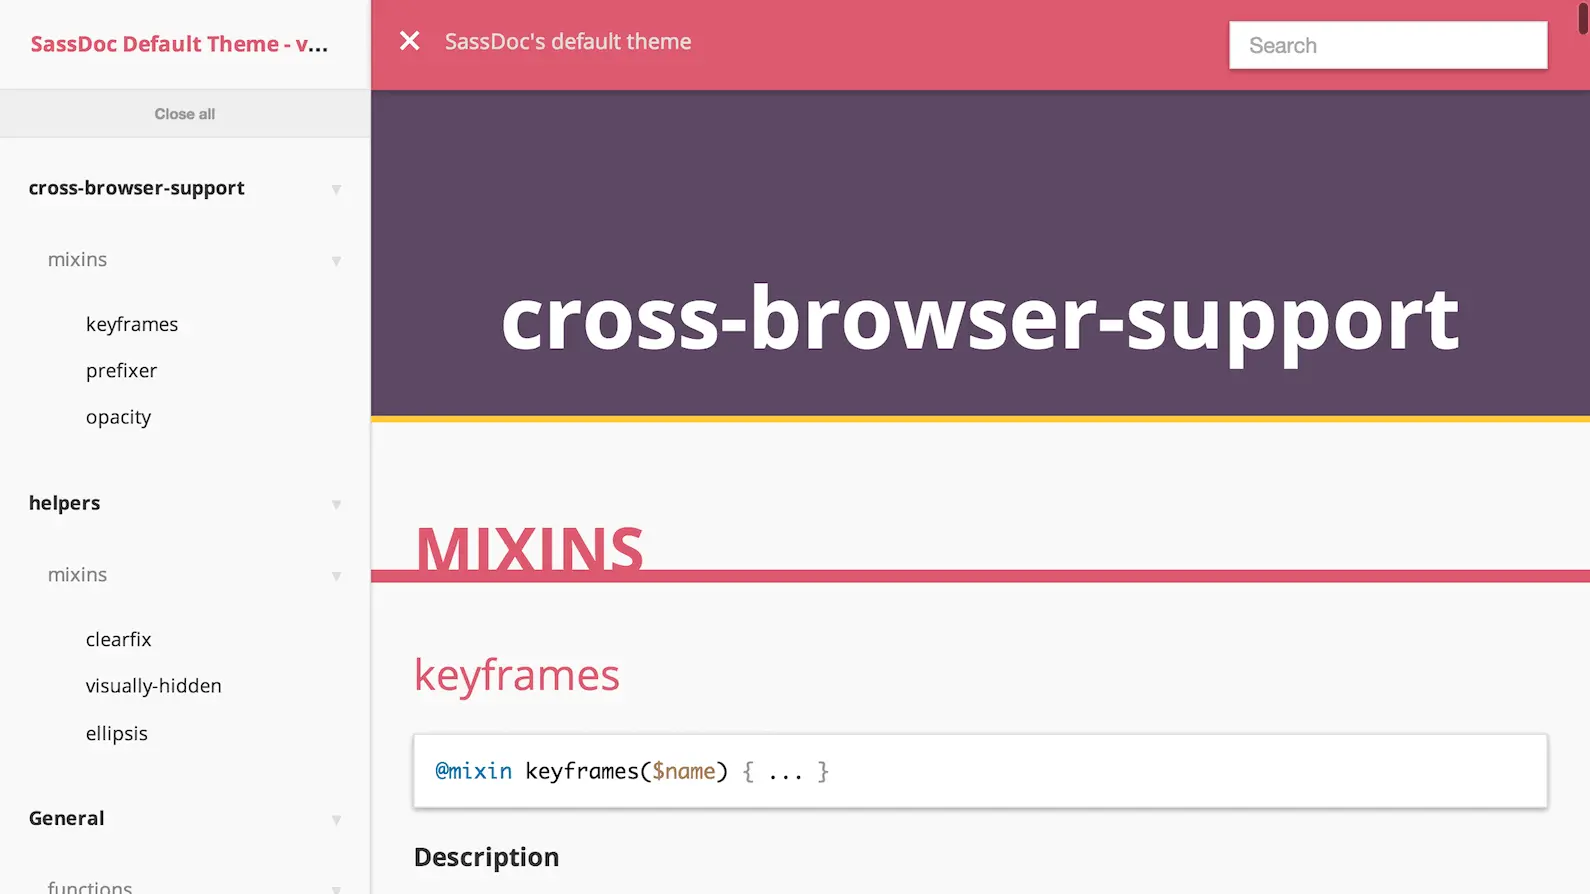 SassDoc Default Theme - v...
Close all
cross-browser-support
mixins
keyframes
prefixer
opacity
helpers
mixins
clearfix
visually-hidden
ellipsis
General
functions
SassDoc's default theme
Search
cross-browser-support
MIXINS
keyframes
@mixin keyframes($name) { ... }
Description